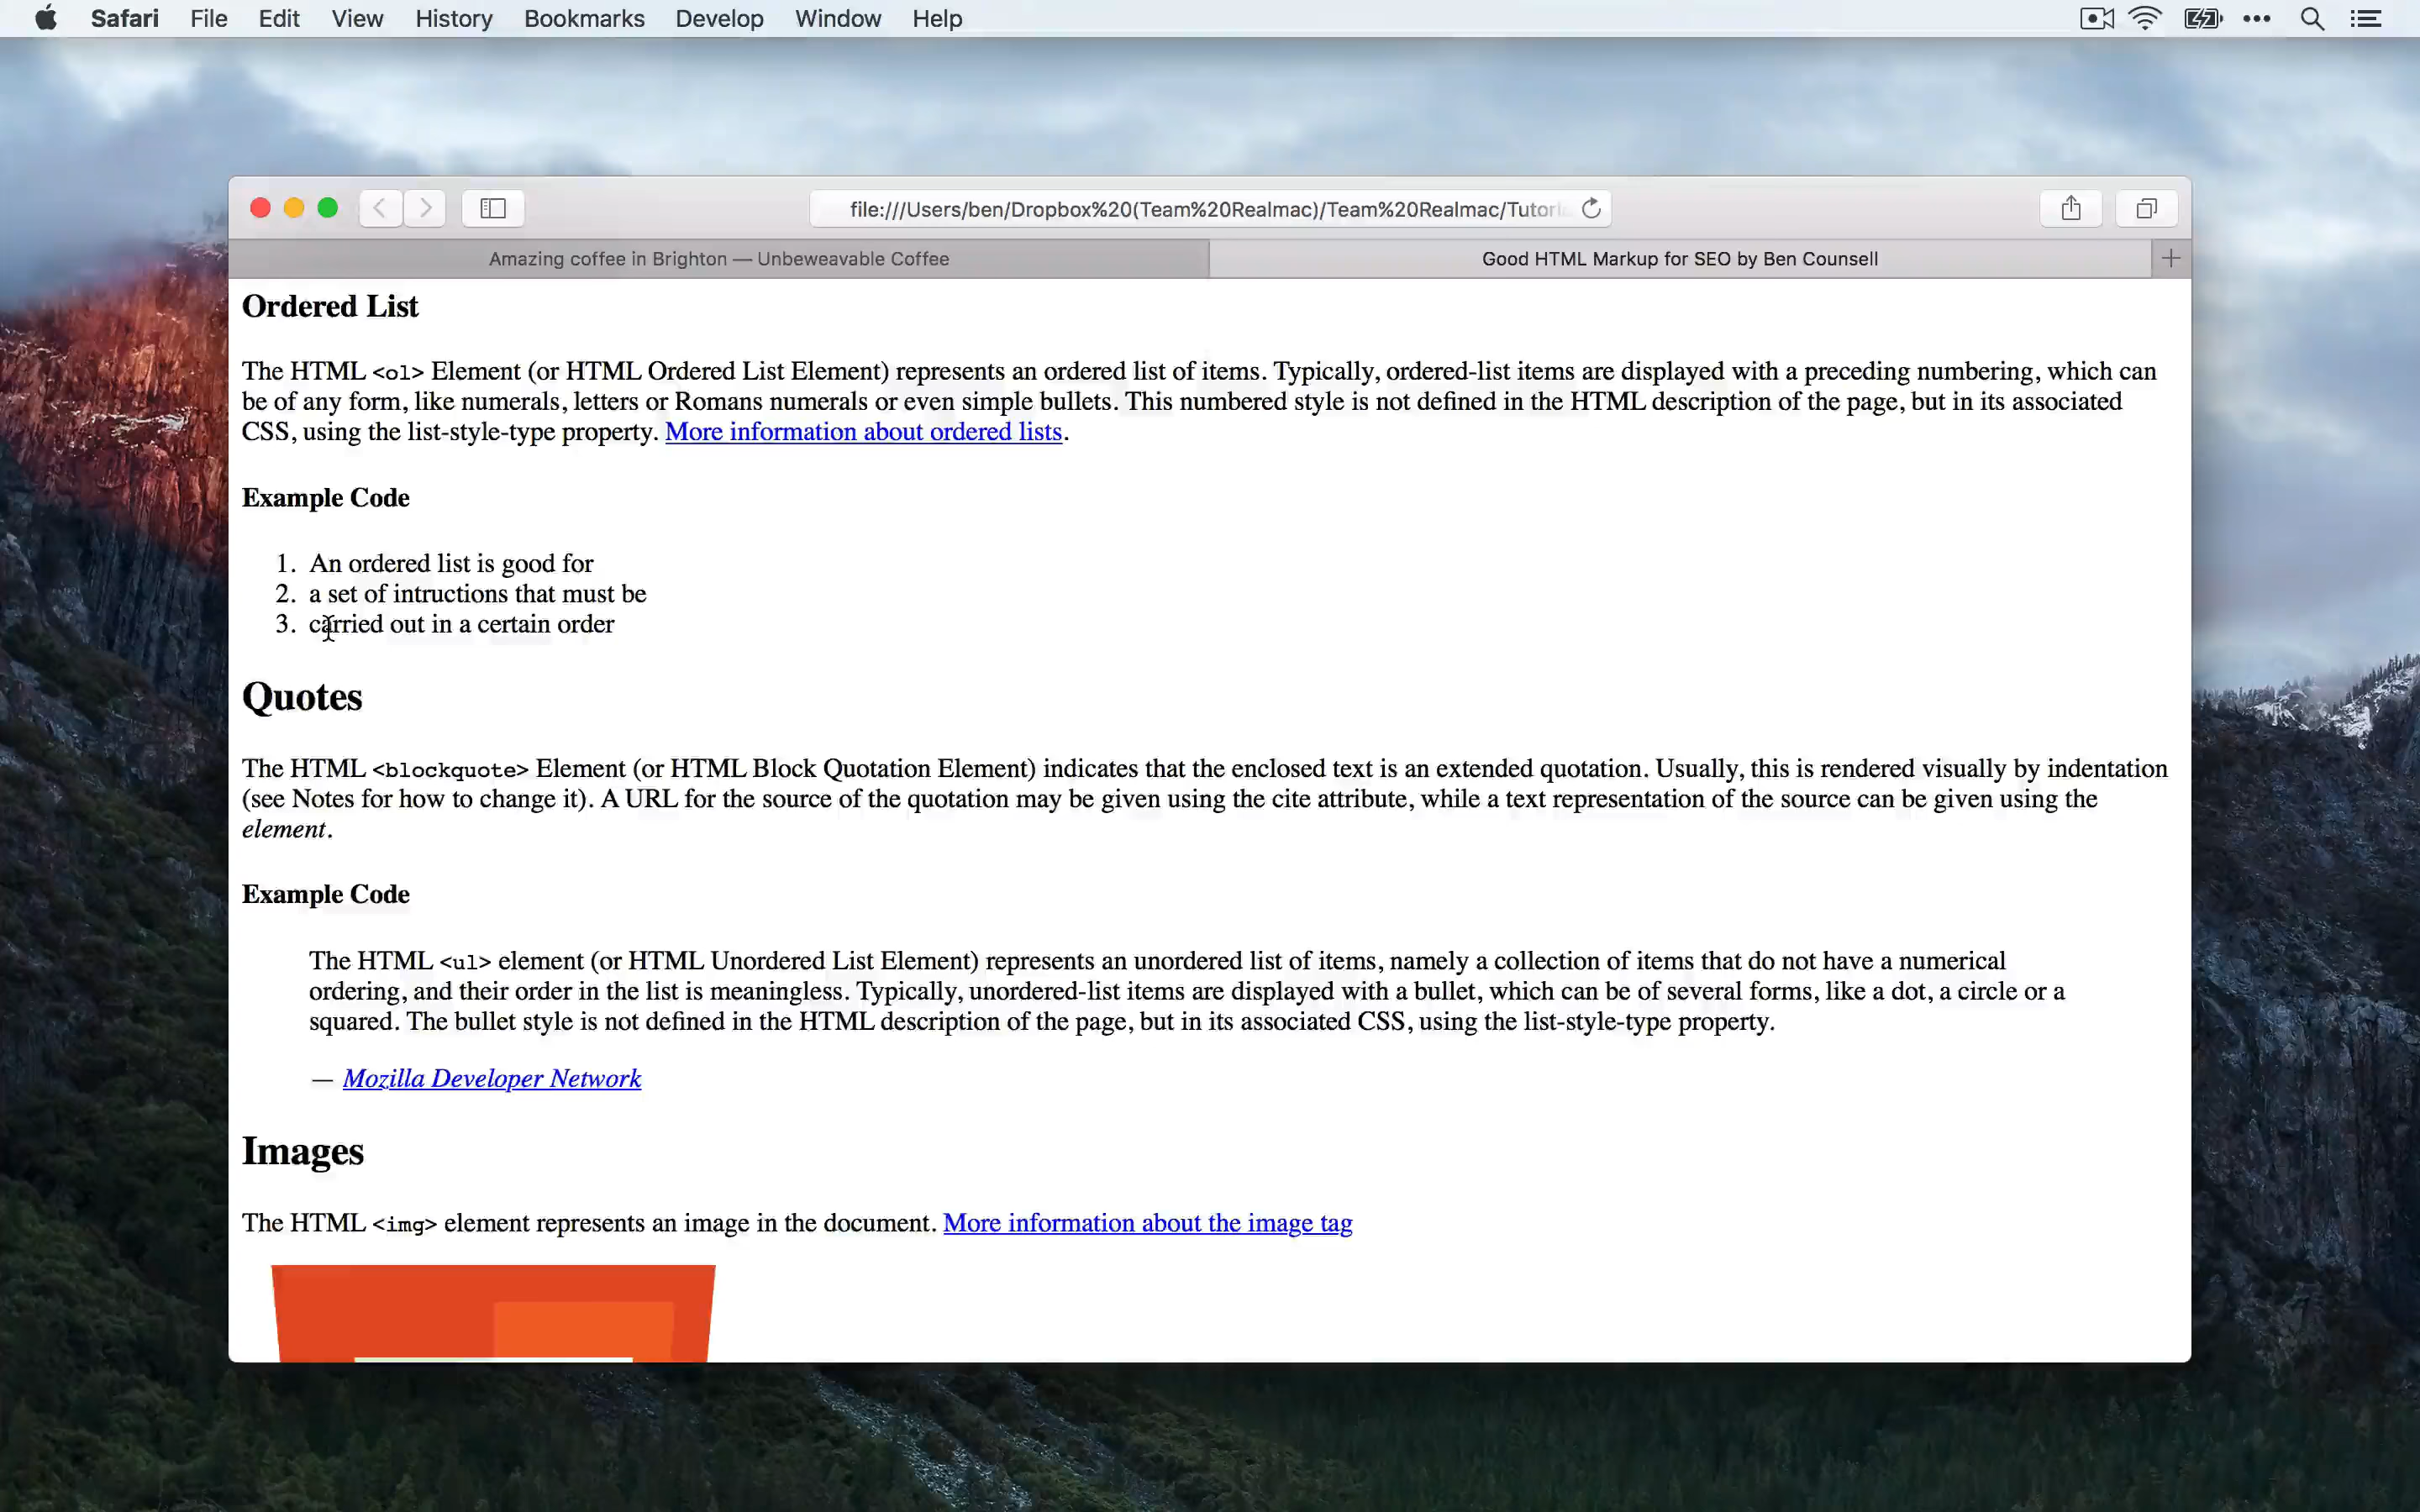 Safari File Edit View History Bookmarks Develop Window Help
file:///Users/ben/Dropbox%20(Team%20Realmac)/Team%20Realmac/Tutori
Amazing coffee in Brighton — Unbeweavable Coffee
Good HTML Markup for SEO by Ben Counsell
Ordered List
The HTML <ol> Element (or HTML Ordered List Element) represents an ordered list of items. Typically, ordered-list items are displayed with a preceding numbering, which can
be of any form, like numerals, letters or Romans numerals or even simple bullets. This numbered style is not defined in the HTML description of the page, but in its associated
CSS, using the list-style-type property. More information about ordered lists.
Example Code
1. An ordered list is good for
2. a set of intructions that must be
3. carried out in a certain order
Quotes
The HTML <blockquote> Element (or HTML Block Quotation Element) indicates that the enclosed text is an extended quotation. Usually, this is rendered visually by indentation
(see Notes for how to change it). A URL for the source of the quotation may be given using the cite attribute, while a text representation of the source can be given using the
element.
Example Code
The HTML <ul> element (or HTML Unordered List Element) represents an unordered list of items, namely a collection of items that do not have a numerical
ordering, and their order in the list is meaningless. Typically, unordered-list items are displayed with a bullet, which can be of several forms, like a dot, a circle or a
squared. The bullet style is not defined in the HTML description of the page, but in its associated CSS, using the list-style-type property.
— Mozilla Developer Network
Images
The HTML <img> element represents an image in the document. More information about the image tag